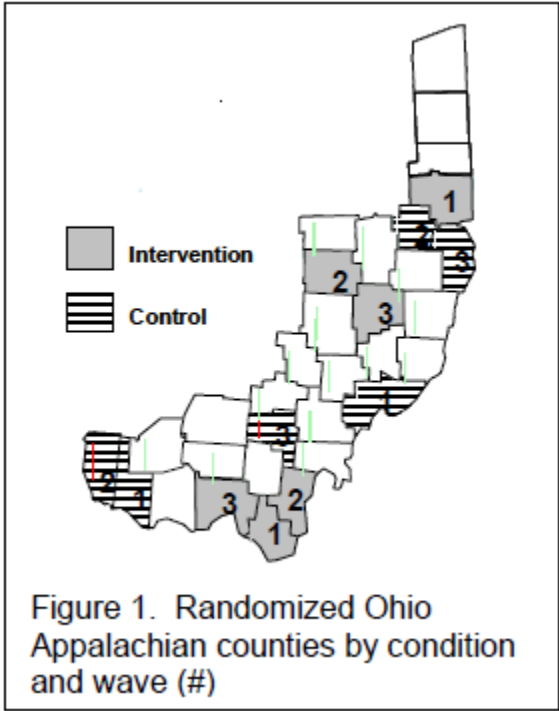 1
2
3
Intervention
2
3
Control
1
3
2
1
3
2
1
Figure 1.  Randomized Ohio
Appalachian counties by condition
and wave (#)